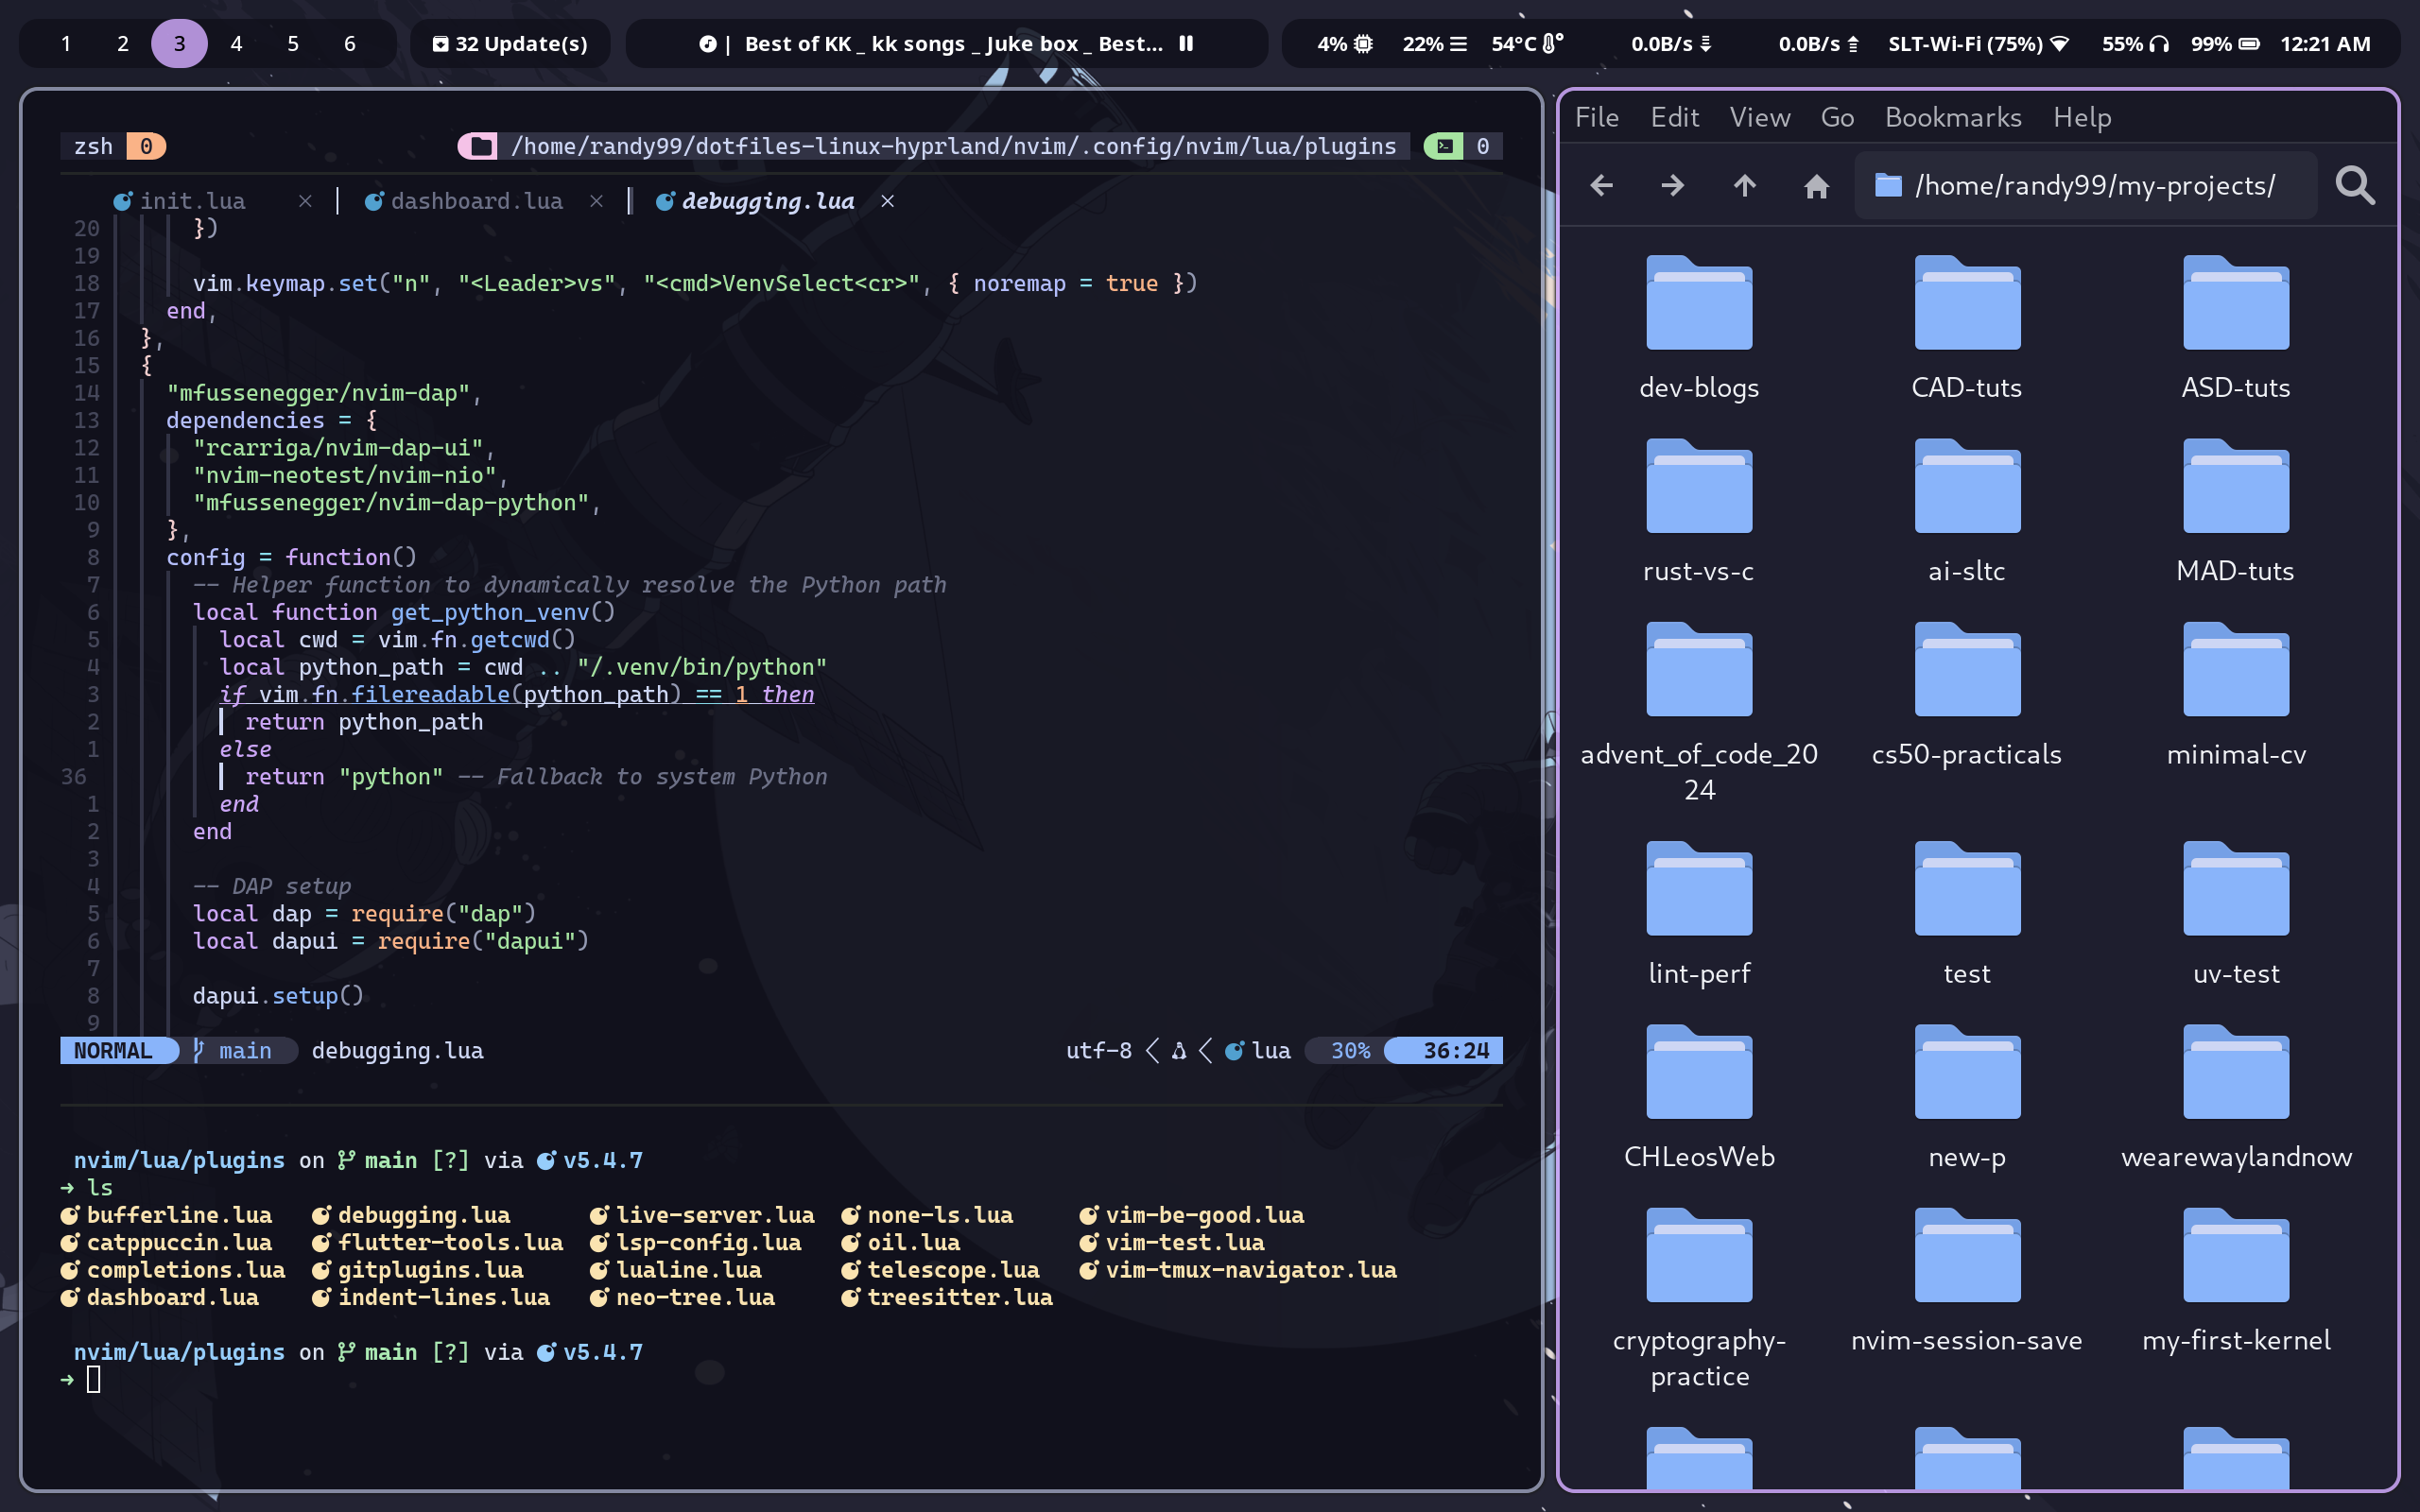 1 2 3 4 5 6
32 Update(s)
| Best of KK _ kk songs _ Juke box _ Best...
4% 22% 54°C 0.0B/s 0.0B/s SLT-Wi-Fi (75%) 55% 99% 12:21 AM
zsh 0
/home/randy99/dotfiles-linux-hyprland/nvim/.config/nvim/lua/plugins 0
init.lua × dashboard.lua × debugging.lua ×
20 })
19
18 vim.keymap.set("n", "<Leader>vs", "<cmd>VenvSelect<cr>", { noremap = true })
17 end,
16 },
15 {
14 "mfussenegger/nvim-dap",
13 dependencies = {
12 "rcarriga/nvim-dap-ui",
11 "nvim-neotest/nvim-nio",
10 "mfussenegger/nvim-dap-python",
9 },
8 config = function()
7 -- Helper function to dynamically resolve the Python path
6 local function get_python_venv()
5 local cwd = vim.fn.getcwd()
4 local python_path = cwd .. "/.venv/bin/python"
3 if vim.fn.filereadable(python_path) == 1 then
2 return python_path
1 else
36 return "python" -- Fallback to system Python
1 end
2 end
3
4 -- DAP setup
5 local dap = require("dap")
6 local dapui = require("dapui")
7
8 dapui.setup()
9
NORMAL main debugging.lua utf-8 < < lua 30% 36:24
nvim/lua/plugins on main [?] via v5.4.7
➜ ls
bufferline.lua debugging.lua live-server.lua none-ls.lua vim-be-good.lua
catppuccin.lua flutter-tools.lua lsp-config.lua oil.lua vim-test.lua
completions.lua gitplugins.lua lualine.lua telescope.lua vim-tmux-navigator.lua
dashboard.lua indent-lines.lua neo-tree.lua treesitter.lua
nvim/lua/plugins on main [?] via v5.4.7
➜
File Edit View Go Bookmarks Help
/home/randy99/my-projects/
dev-blogs CAD-tuts ASD-tuts
rust-vs-c ai-sltc MAD-tuts
advent_of_code_20 cs50-practicals minimal-cv
24
lint-perf test uv-test
CHLeosWeb new-p wearewaylandnow
cryptography- nvim-session-save my-first-kernel
practice